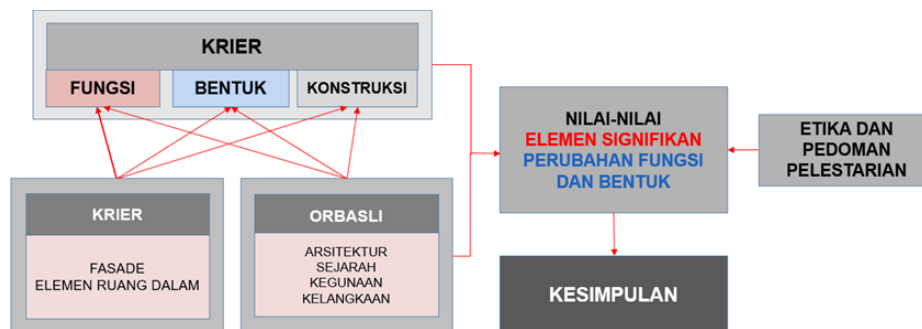 KRIER
FUNGSI
BENTUK
KONSTRUKSI
KRIER
FASADE
ELEMEN RUANG DALAM
ORBASLI
ARSITEKTUR
SEJARAH
KEGUNAAN
KELANGKAAN
NILAI-NILAI
ELEMEN SIGNIFIKAN
PERUBAHAN FUNGSI
DAN BENTUK
ETIKA DAN
PEDOMAN
PELESTARIAN
KESIMPULAN